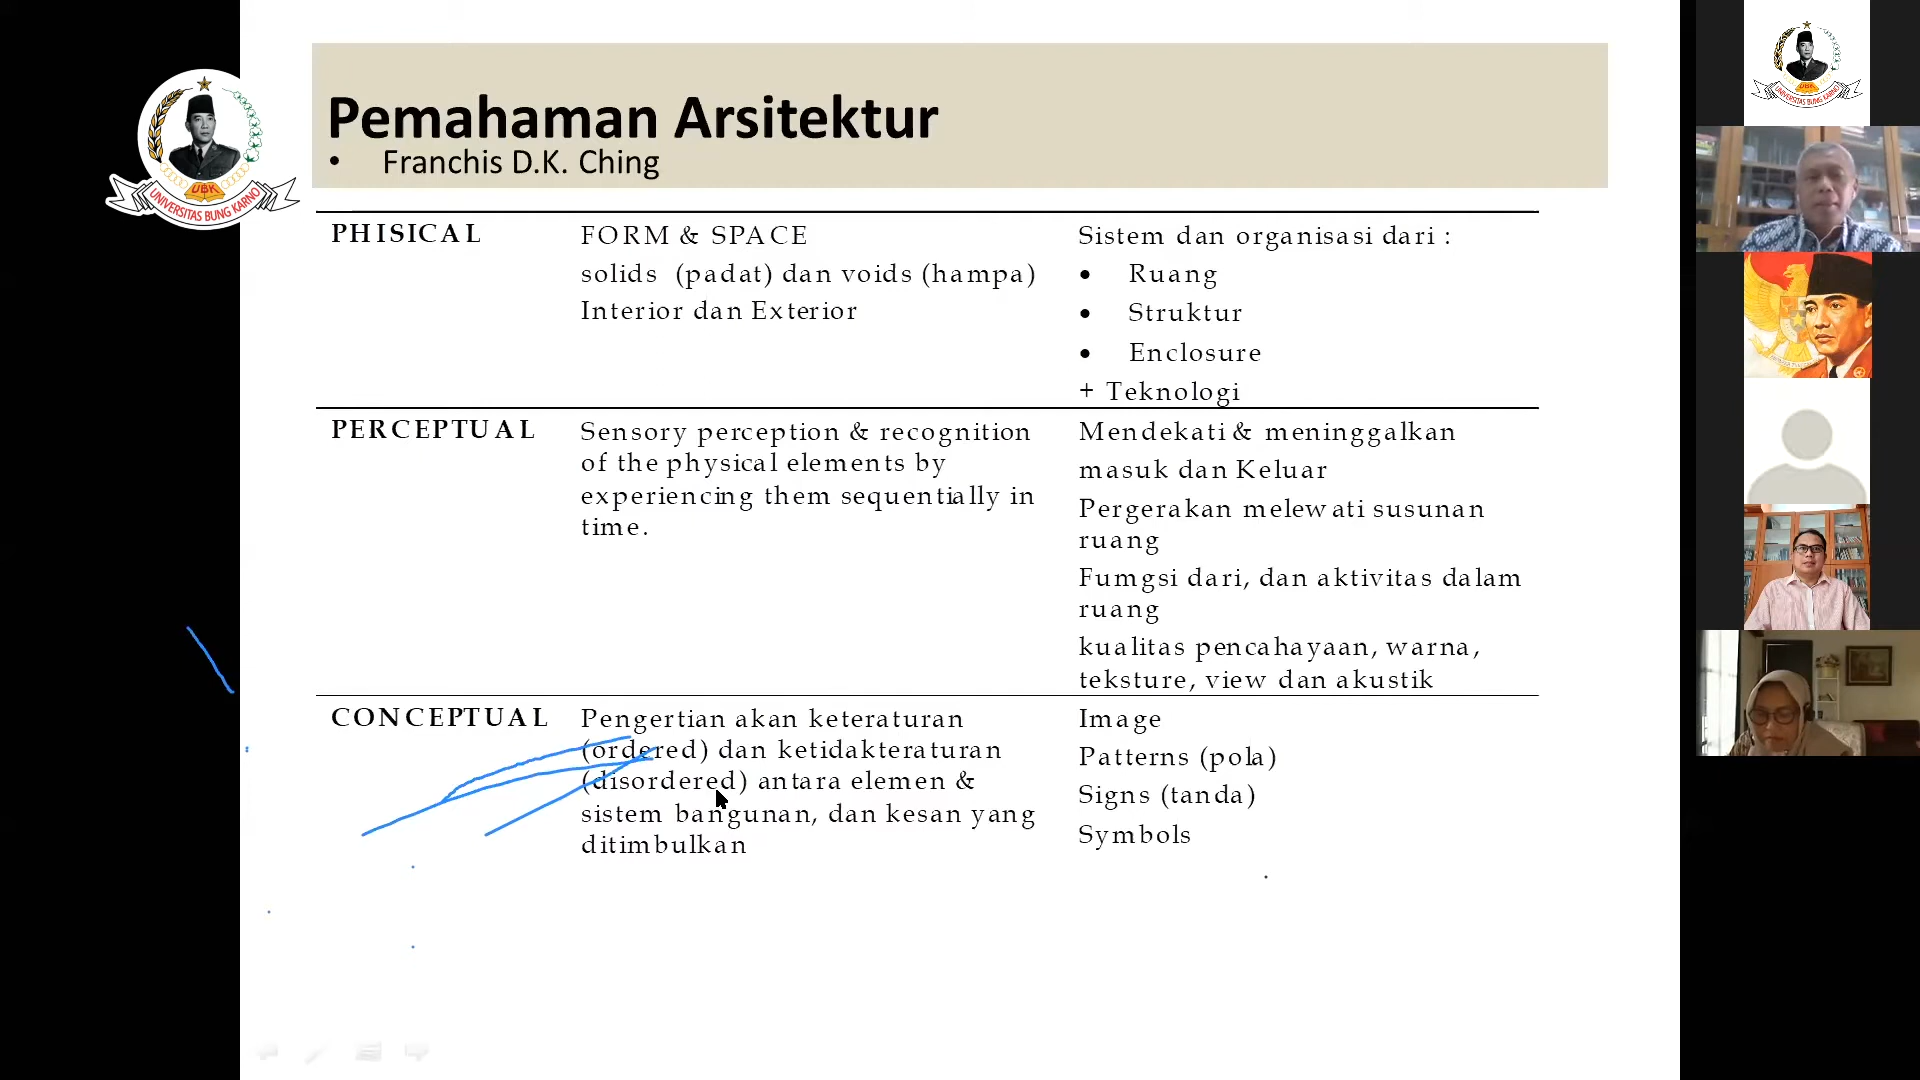 Pemahaman Arsitektur
• Franchis D.K. Ching
UBK
UNIVERSITAS BUNG KARNO
PHISICAL
FORM & SPACE
solids (padat) dan voids (hampa)
Interior dan Exterior
Sistem dan organisasi dari :
• Ruang
• Struktur
• Enclosure
+ Teknologi
PERCEPTUAL
Sensory perception & recognition
of the physical elements by
experiencing them sequentially in
time.
Mendekati & meninggalkan
masuk dan Keluar
Pergerakan melewati susunan
ruang
Fumgsi dari, dan aktivitas dalam
ruang
kualitas pencahayaan, warna,
teksture, view dan akustik
CONCEPTUAL
Pengertian akan keteraturan
(ordered) dan ketidakteraturan
(disordered) antara elemen &
sistem bangunan, dan kesan yang
ditimbulkan
Image
Patterns (pola)
Signs (tanda)
Symbols
UBK
UNIVERSITAS BUNG KARNO